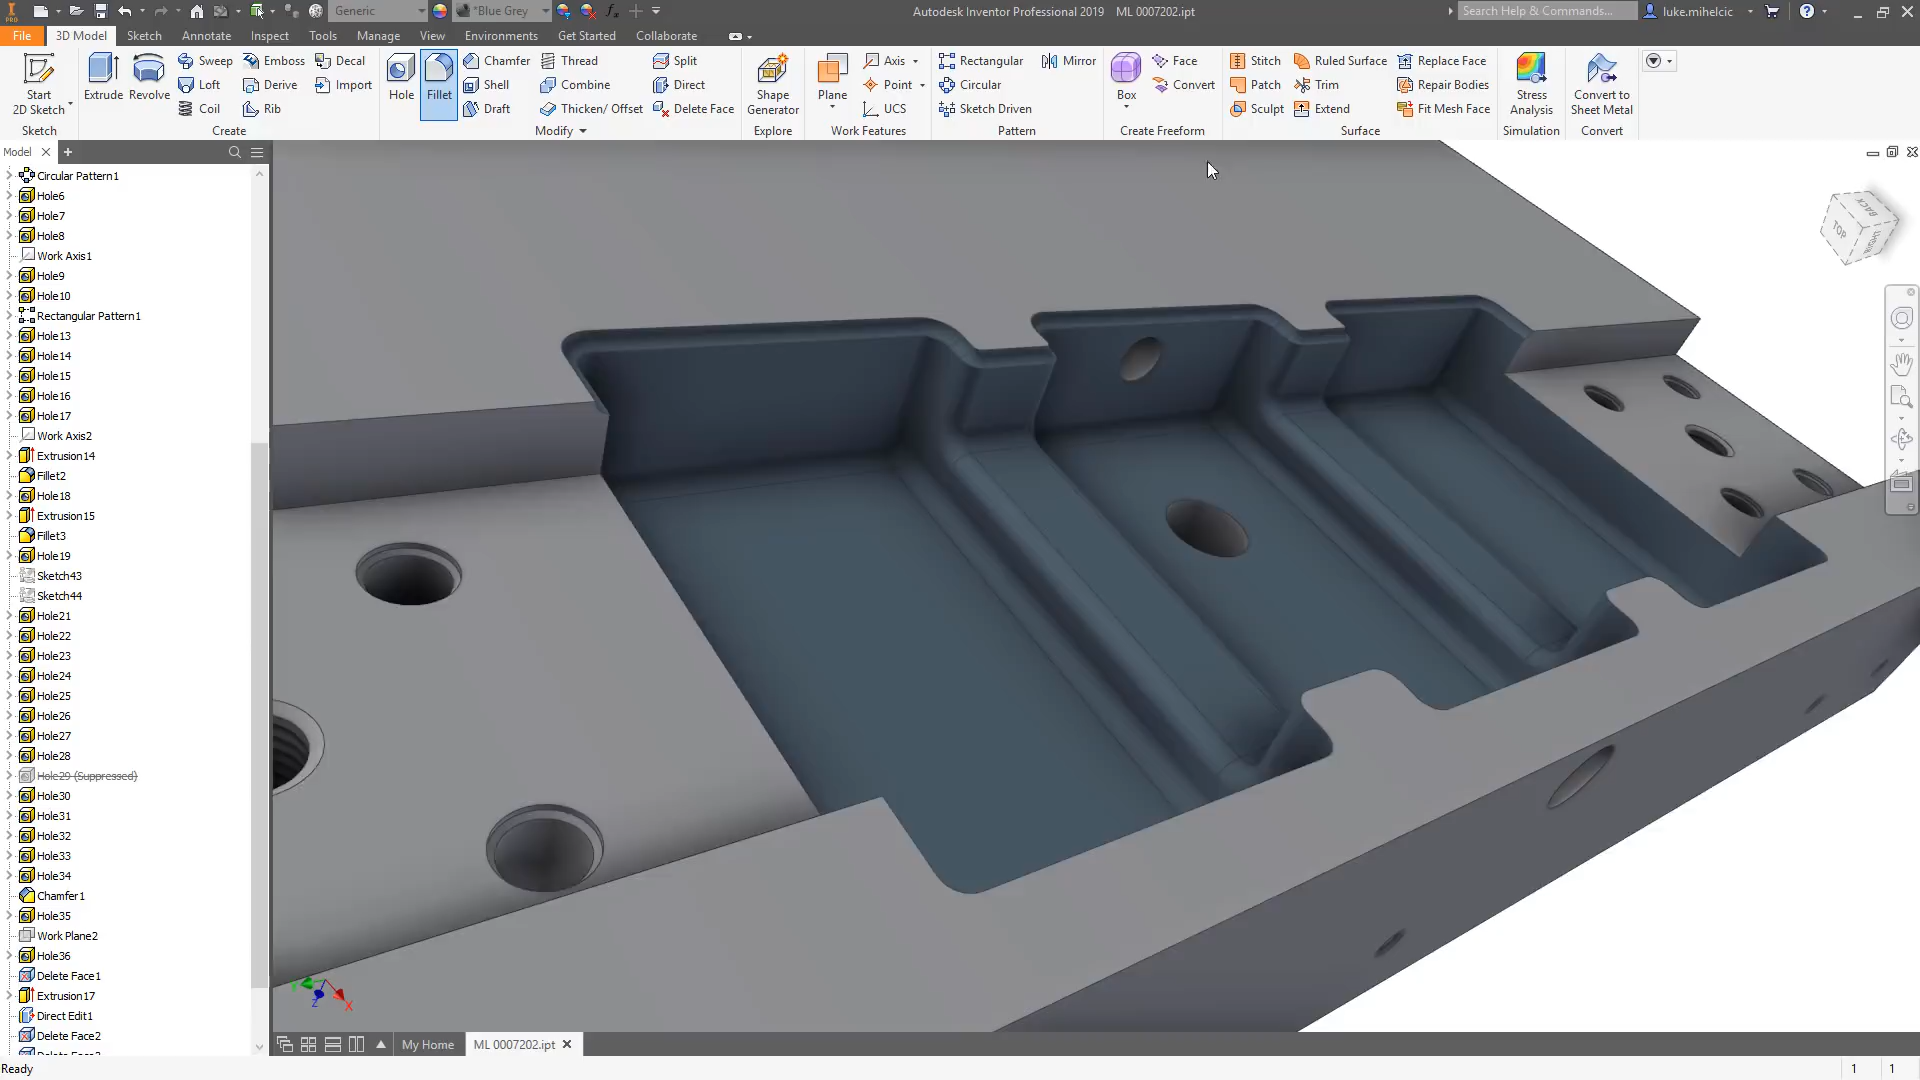 Generic
*Blue Grey
Autodesk Inventor Professional 2019 ML 0007202.ipt
Search Help & Commands...
luke.mihelcic
PRO
File
3D Model
Sketch
Annotate
Inspect
Tools
Manage
View
Environments
Get Started
Collaborate
Start
2D Sketch
Sketch
Extrude
Revolve
Sweep
Emboss
Decal
Loft
Derive
Import
Coil
Rib
Create
Hole
Fillet
Chamfer
Thread
Split
Shell
Combine
Direct
Draft
Thicken/ Offset
Delete Face
Modify
Shape
Generator
Explore
Plane
Axis
Point
UCS
Work Features
Rectangular
Mirror
Circular
Sketch Driven
Pattern
Box
Face
Convert
Create Freeform
Stitch
Ruled Surface
Replace Face
Patch
Trim
Repair Bodies
Sculpt
Extend
Fit Mesh Face
Surface
Stress
Analysis
Simulation
Convert to
Sheet Metal
Convert
Model
Circular Pattern1
Hole6
Hole7
Hole8
Work Axis1
Hole9
Hole10
Rectangular Pattern1
Hole13
Hole14
Hole15
Hole16
Hole17
Work Axis2
Extrusion14
Fillet2
Hole18
Extrusion15
Fillet3
Hole19
Sketch43
Sketch44
Hole21
Hole22
Hole23
Hole24
Hole25
Hole26
Hole27
Hole28
Hole29 (Suppressed)
Hole30
Hole31
Hole32
Hole33
Hole34
Chamfer1
Hole35
Work Plane2
Hole36
Delete Face1
Extrusion17
Direct Edit1
Delete Face2
BACK
TOP
Z
X
My Home
ML 0007202.ipt
Ready
1 1